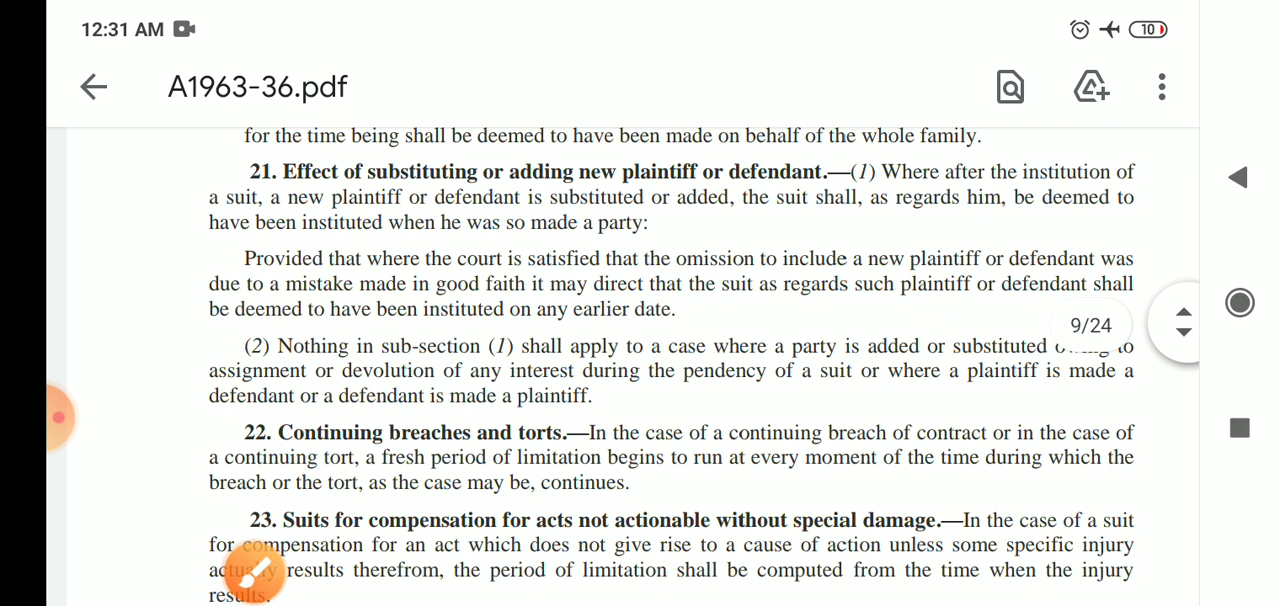 12:31 AM
10
A1963-36.pdf
for the time being shall be deemed to have been made on behalf of the whole family.
21. Effect of substituting or adding new plaintiff or defendant.—(1) Where after the institution of
a suit, a new plaintiff or defendant is substituted or added, the suit shall, as regards him, be deemed to
have been instituted when he was so made a party:
Provided that where the court is satisfied that the omission to include a new plaintiff or defendant was
due to a mistake made in good faith it may direct that the suit as regards such plaintiff or defendant shall
be deemed to have been instituted on any earlier date.
9/24
(2) Nothing in sub-section (1) shall apply to a case where a party is added or substituted to
assignment or devolution of any interest during the pendency of a suit or where a plaintiff is made a
defendant or a defendant is made a plaintiff.
22. Continuing breaches and torts.—In the case of a continuing breach of contract or in the case of
a continuing tort, a fresh period of limitation begins to run at every moment of the time during which the
breach or the tort, as the case may be, continues.
23. Suits for compensation for acts not actionable without special damage.—In the case of a suit
for compensation for an act which does not give rise to a cause of action unless some specific injury
actually results therefrom, the period of limitation shall be computed from the time when the injury
results.